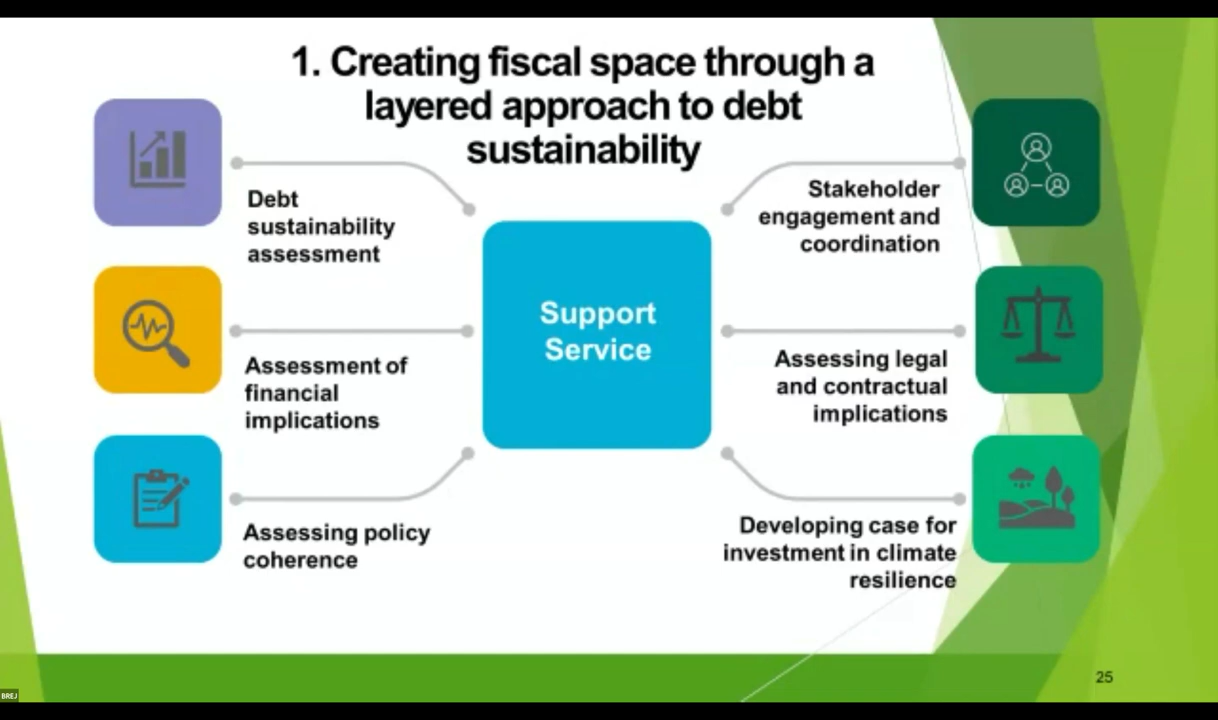 1. Creating fiscal space through a
layered approach to debt
sustainability
Debt
sustainability
assessment
Assessment of
financial
implications
Assessing policy
coherence
Support
Service
Stakeholder
engagement and
coordination
Assessing legal
and contractual
implications
Developing case for
investment in climate
resilience
25
BREJ